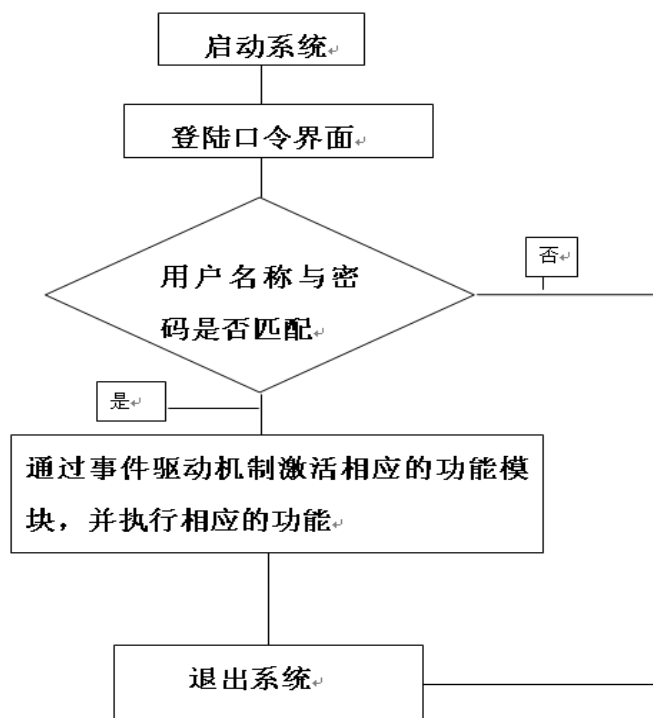 启动系统
登陆口令界面
用户名称与密
码是否匹配
否
是
通过事件驱动机制激活相应的功能模
块，并执行相应的功能
退出系统